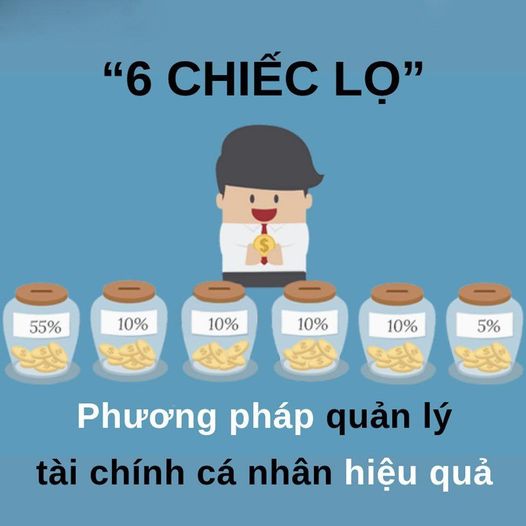 “6 CHIẾC LỌ”
$
55% 10% 10% 10% 10% 5%
Phương pháp quản lý
tài chính cá nhân hiệu quả